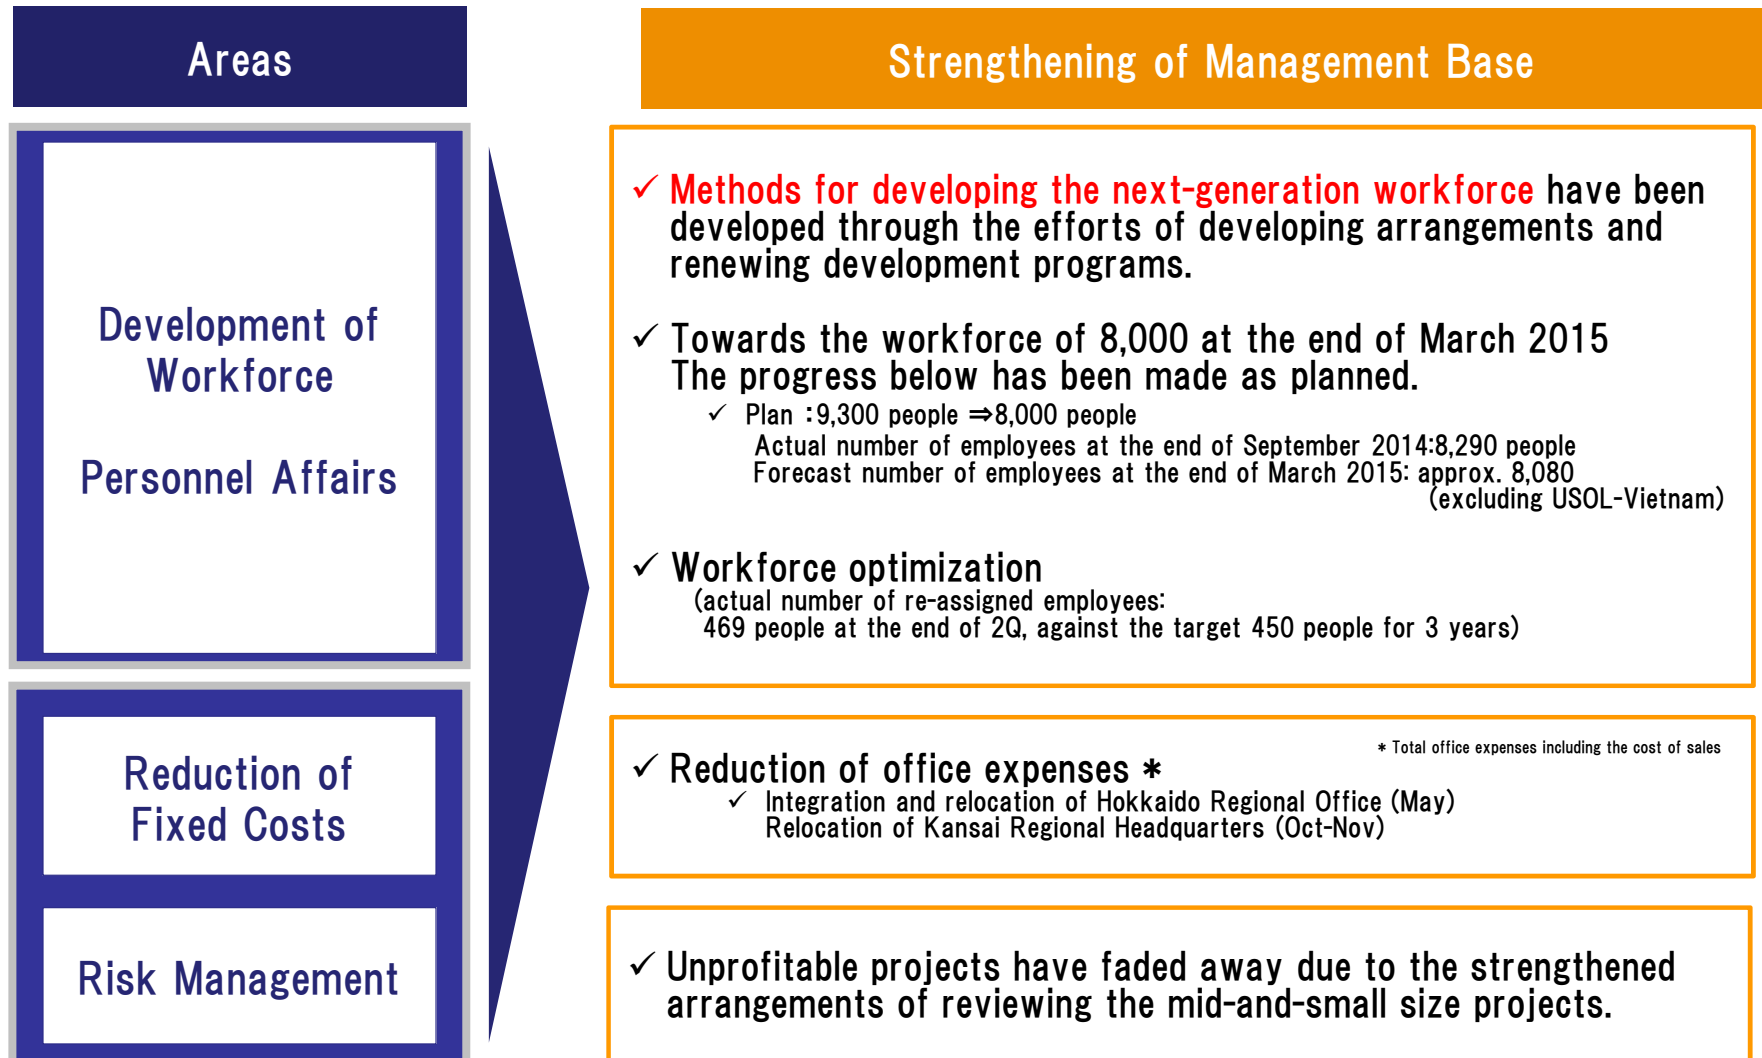 Areas
Strengthening of Management Base
Development of
Workforce
Personnel Affairs
✓ Methods for developing the next-generation workforce have been
developed through the efforts of developing arrangements and
renewing development programs.
✓ Towards the workforce of 8,000 at the end of March 2015
The progress below has been made as planned.
✓ Plan :9,300 people ⇒8,000 people
Actual number of employees at the end of September 2014:8,290 people
Forecast number of employees at the end of March 2015: approx. 8,080
(excluding USOL-Vietnam)
✓ Workforce optimization
(actual number of re-assigned employees:
469 people at the end of 2Q, against the target 450 people for 3 years)
Reduction of
Fixed Costs
* Total office expenses including the cost of sales
✓ Reduction of office expenses *
✓ Integration and relocation of Hokkaido Regional Office (May)
Relocation of Kansai Regional Headquarters (Oct-Nov)
Risk Management
✓ Unprofitable projects have faded away due to the strengthened
arrangements of reviewing the mid-and-small size projects.